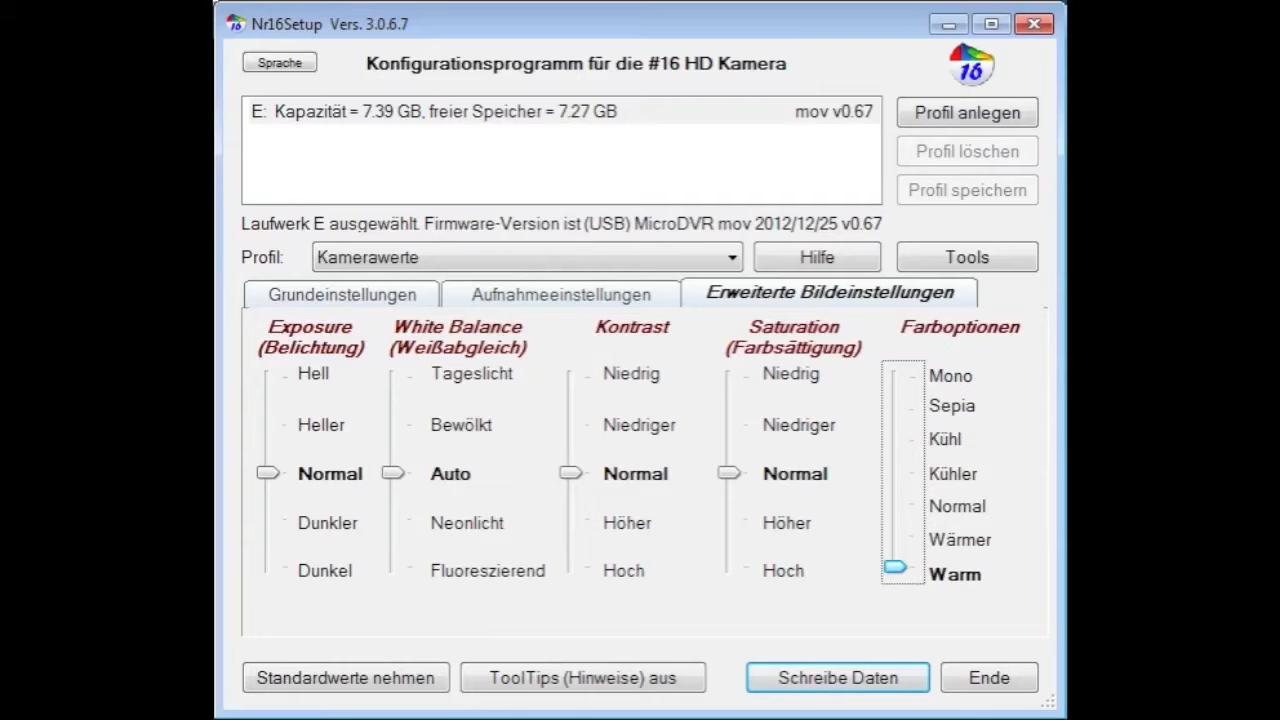 16 Nr16Setup Vers. 3.0.6.7
Sprache Konfigurationsprogramm für die #16 HD Kamera 16
E: Kapazität = 7.39 GB, freier Speicher = 7.27 GB mov v0.67
Profil anlegen
Profil löschen
Profil speichern
Laufwerk E ausgewählt. Firmware-Version ist (USB) MicroDVR mov 2012/12/25 v0.67
Profil: Kamerawerte Hilfe Tools
Grundeinstellungen Aufnahmeeinstellungen Erweiterte Bildeinstellungen
Exposure
(Belichtung)
Hell
Heller
Normal
Dunkler
Dunkel
White Balance
(Weißabgleich)
Tageslicht
Bewölkt
Auto
Neonlicht
Fluoreszierend
Kontrast
Niedrig
Niedriger
Normal
Höher
Hoch
Saturation
(Farbsättigung)
Niedrig
Niedriger
Normal
Höher
Hoch
Farboptionen
Mono
Sepia
Kühl
Kühler
Normal
Wärmer
Warm
Standardwerte nehmen ToolTips (Hinweise) aus Schreibe Daten Ende